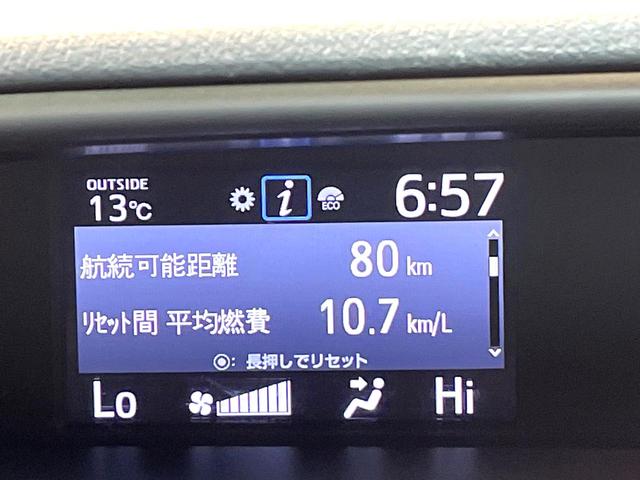 OUTSIDE
13℃
i
ECO
6:57
航続可能距離 80 km
リセット間 平均燃費 10.7 km/L
◉: 長押しでリセット
Lo Hi